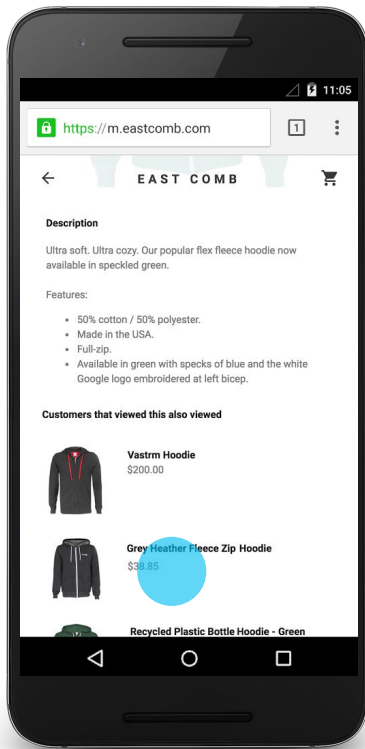 11:05
https://m.eastcomb.com
1
EAST COMB
Description
Ultra soft. Ultra cozy. Our popular flex fleece hoodie now
available in speckled green.
Features:
• 50% cotton / 50% polyester.
• Made in the USA.
• Full-zip.
• Available in green with specks of blue and the white
Google logo embroidered at left bicep.
Customers that viewed this also viewed
Vastrm Hoodie
$200.00
Grey Heather Fleece Zip Hoodie
$38.85
Recycled Plastic Bottle Hoodie - Green